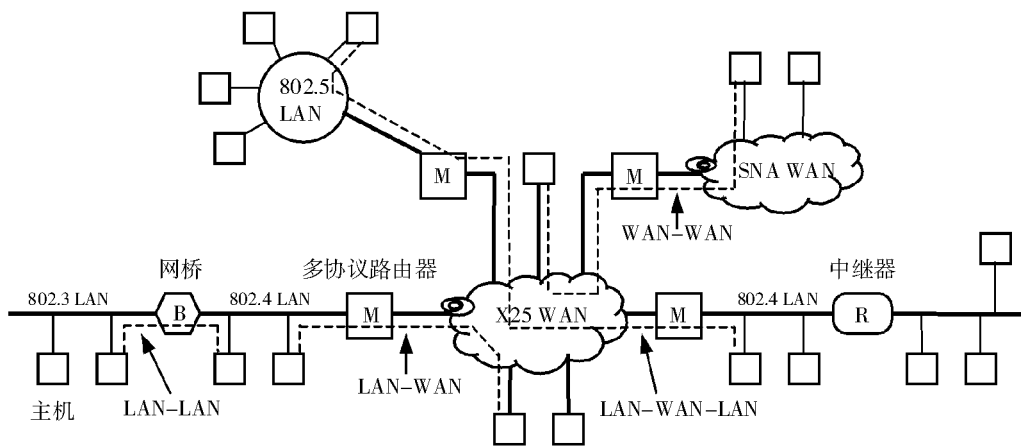 802.5
LAN
M
M
SNA WAN
WAN-WAN
网桥
多协议路由器
中继器
802.3 LAN
B
802.4 LAN
M
X25 WAN
M
802.4 LAN
R
主机
LAN-LAN
LAN-WAN
LAN-WAN-LAN